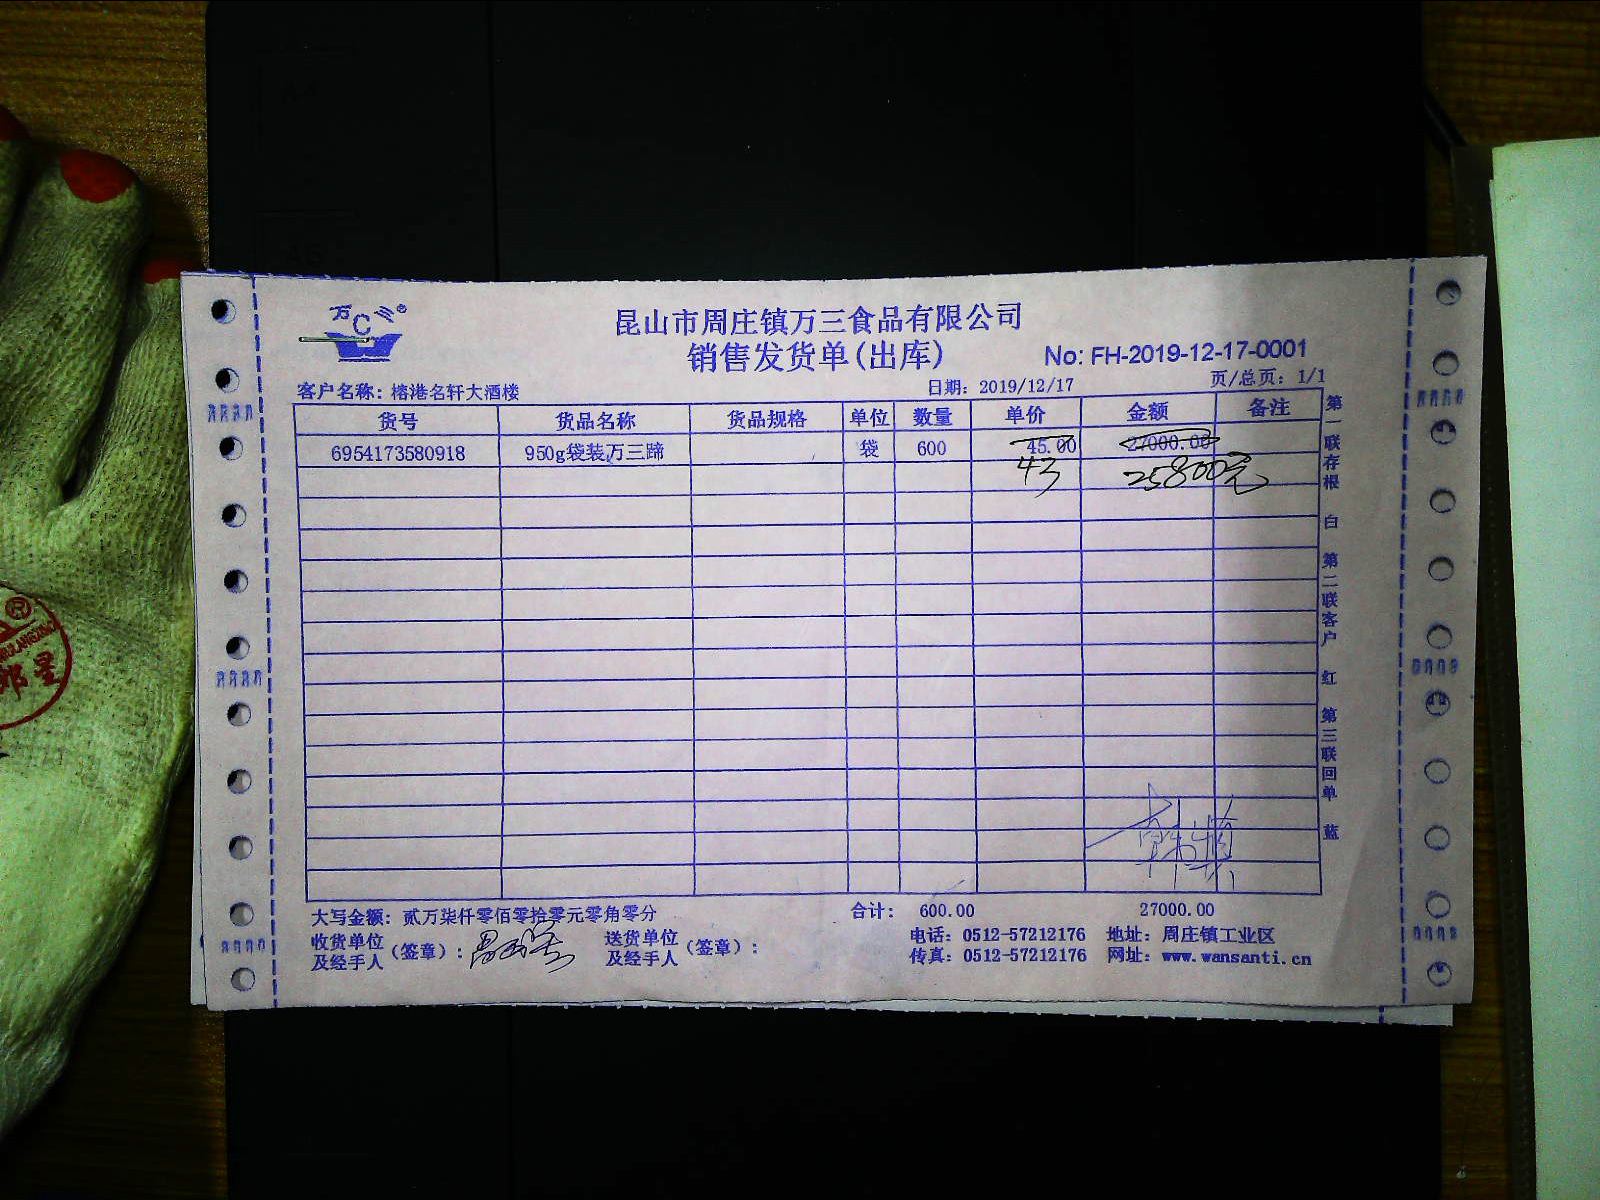 万三®
昆山市周庄镇万三食品有限公司
销售发货单(出库)
No: FH-2019-12-17-0001
客户名称：榕港名轩大酒楼 日期：2019/12/17 页/总页：1/1
货号 货品名称 货品规格 单位 数量 单价 金额 备注
6954173580918 950g袋装万三蹄 袋 600 45.00 27000.00
43 25800元
第一联存根 白 第二联客户 红 第三联回单 蓝
大写金额：贰万柒仟零佰零拾零元零角零分 合计： 600.00 27000.00
收货单位及经手人(签章)： 送货单位及经手人(签章)：
电话：0512-57212176 地址：周庄镇工业区
传真：0512-57212176 网址：www.wansanti.cn
郎星